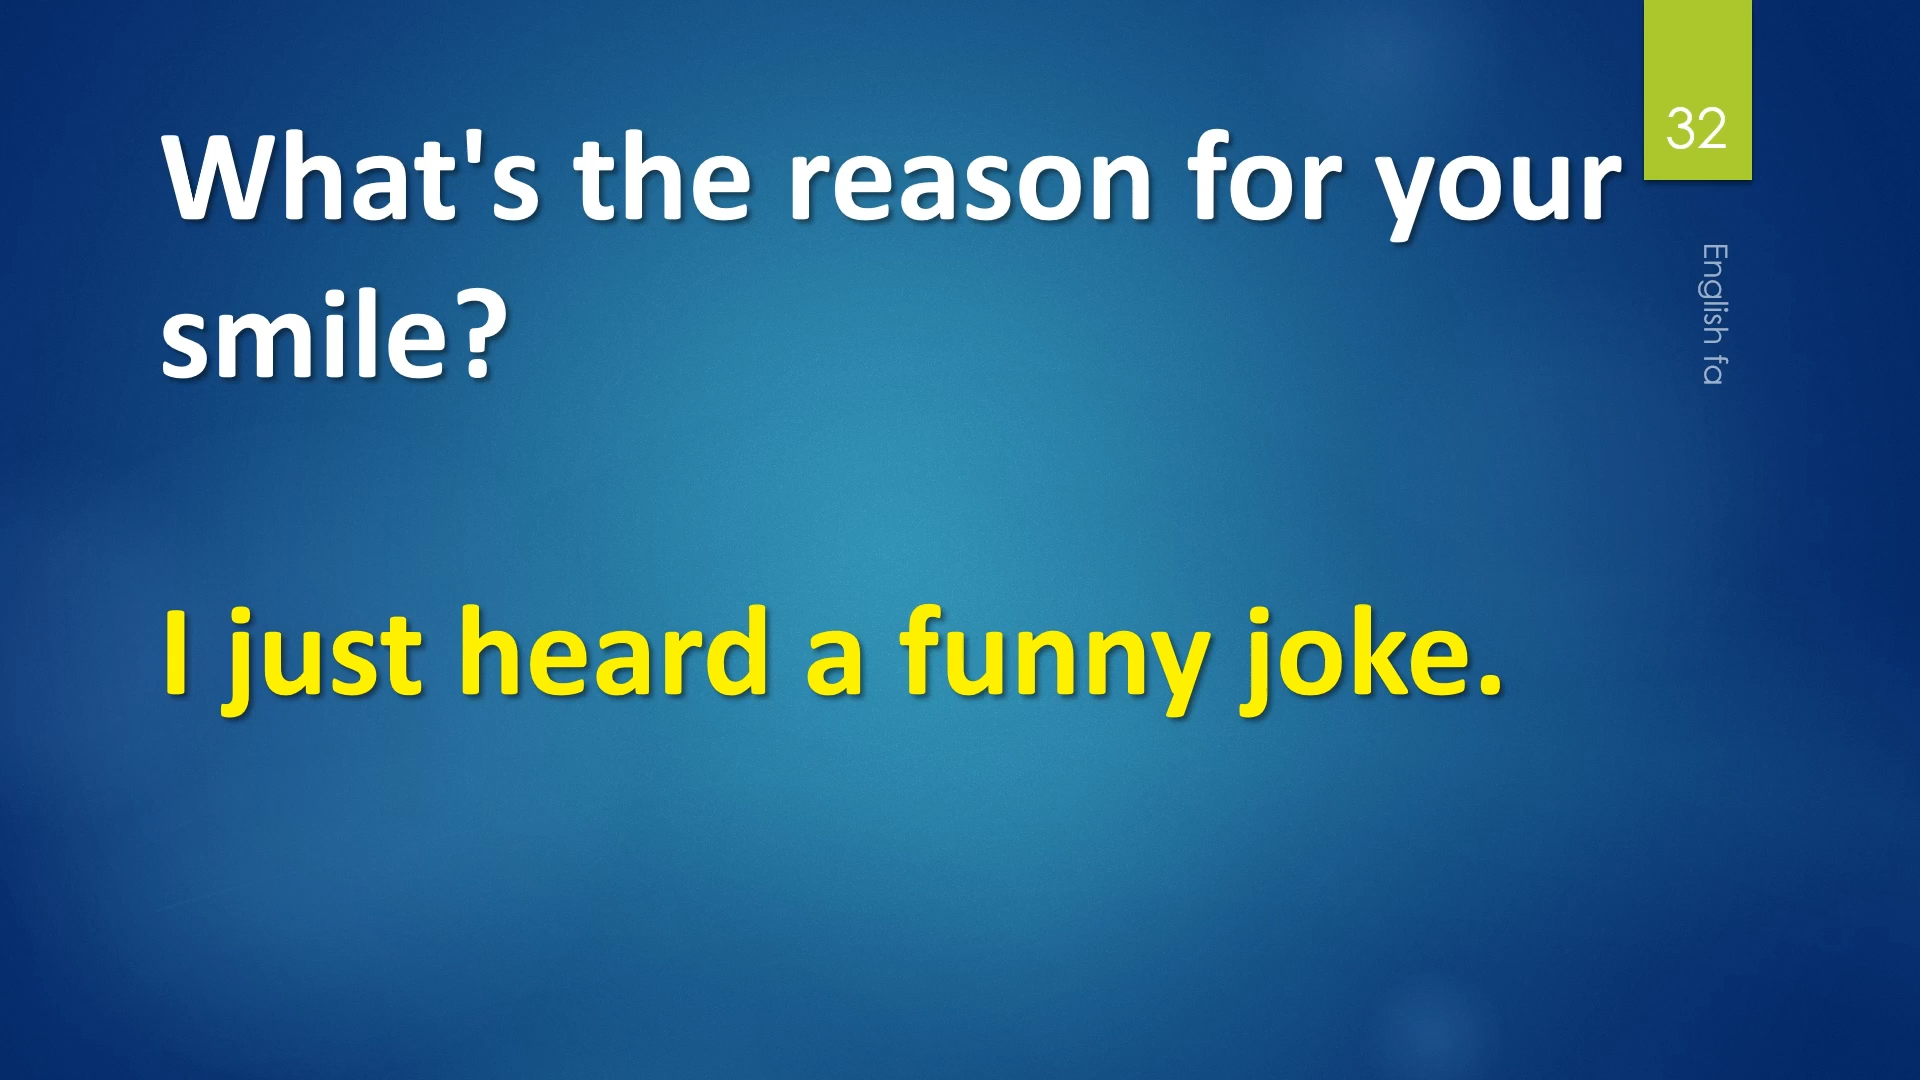 What's the reason for your
smile?
I just heard a funny joke.
32
English fa